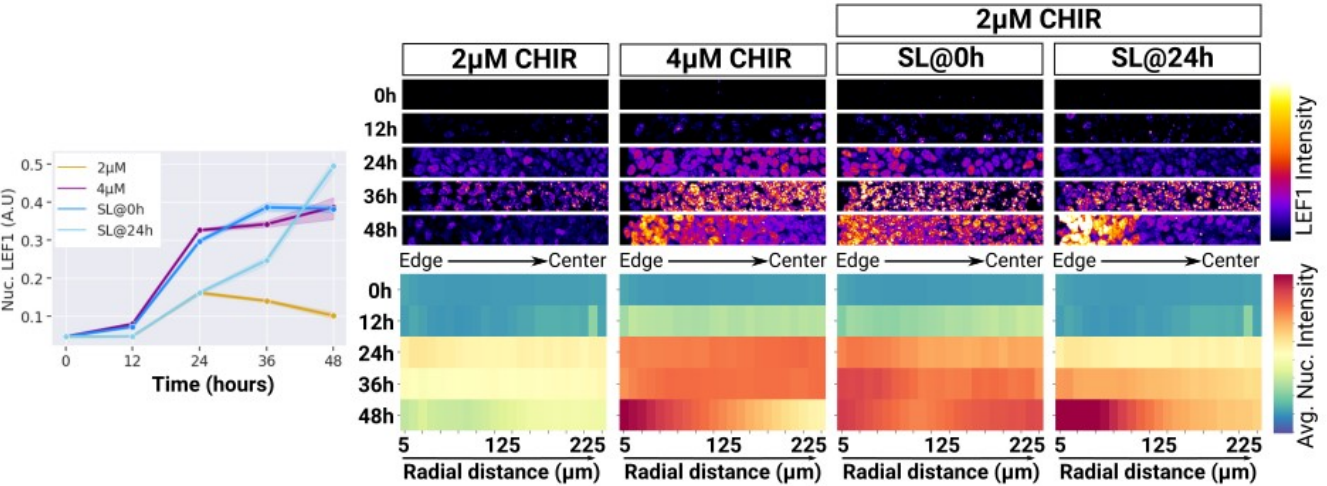 2μM CHIR
2μM CHIR
4μM CHIR
SL@0h
SL@24h
0h
12h
24h
36h
48h
LEF1 Intensity
Edge
Center
Edge
Center
Edge
Center
Edge
Center
Nuc. LEF1 (A.U)
0.5
0.4
0.3
0.2
0.1
2μM
4μM
SL@0h
SL@24h
0
12
24
36
48
Time (hours)
0h
12h
24h
36h
48h
Avg. Nuc. Intensity
5 125 225
5 125 225
5 125 225
5 125 225
Radial distance (μm)
Radial distance (μm)
Radial distance (μm)
Radial distance (μm)